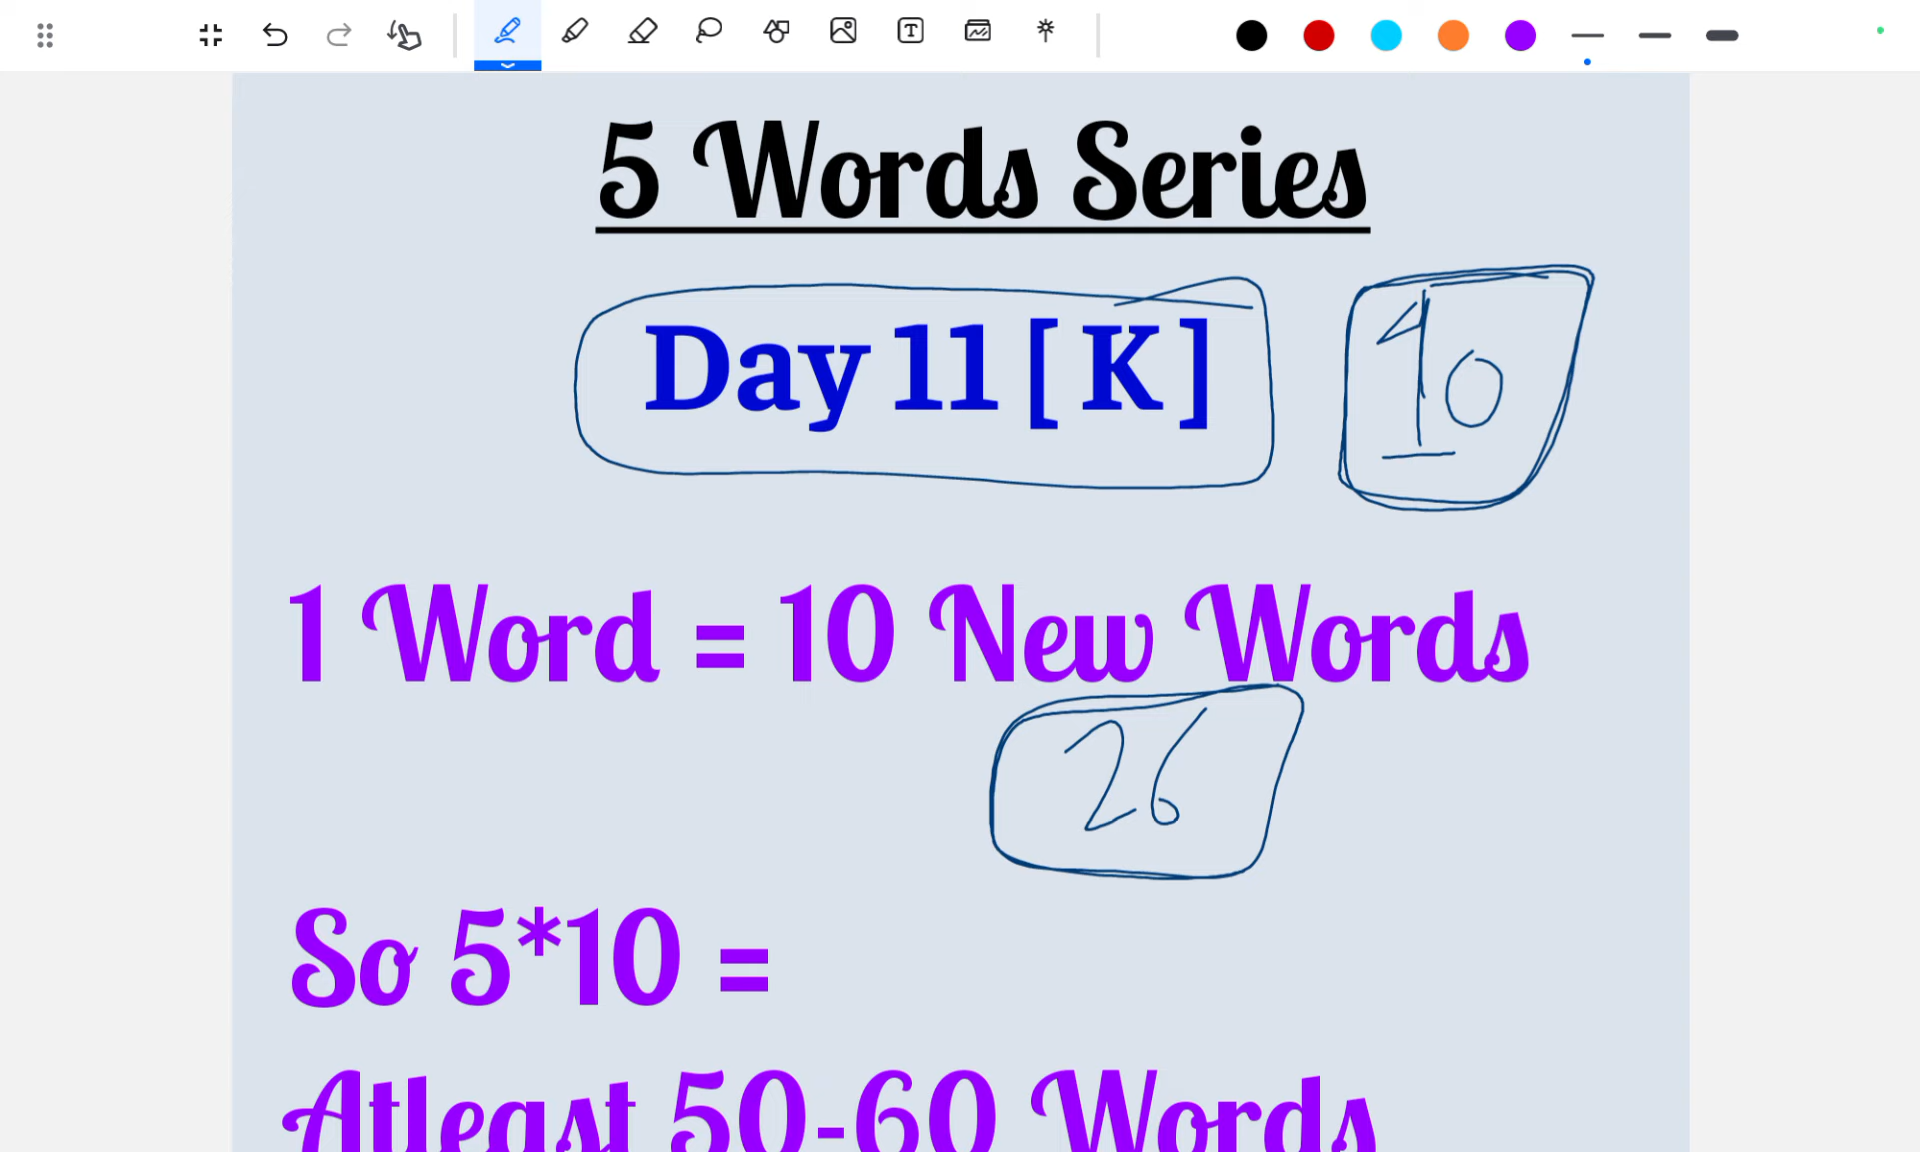 5 Words Series
Day 11 [ K ]
10
1 Word = 10 New Words
26
So 5*10 =
Atleast 50-60 Words